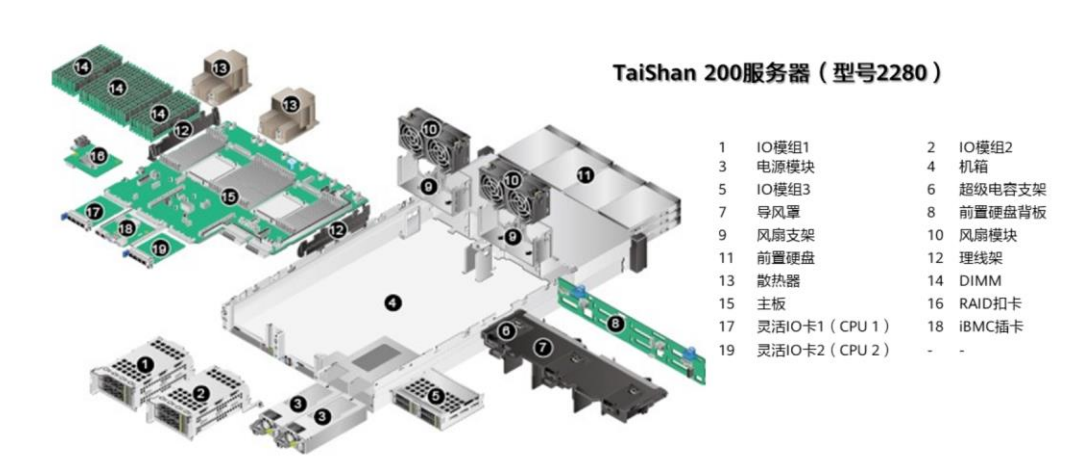 TaiShan 200服务器（型号2280）
1 IO模组1 2 IO模组2
3 电源模块 4 机箱
5 IO模组3 6 超级电容支架
7 导风罩 8 前置硬盘背板
9 风扇支架 10 风扇模块
11 前置硬盘 12 理线架
13 散热器 14 DIMM
15 主板 16 RAID扣卡
17 灵活IO卡1（CPU 1） 18 iBMC插卡
19 灵活IO卡2（CPU 2） - -
14
13
14
13
14
12
10
16
11
10
9
15
17
18
12
9
19
4
8
6
7
1
2
5
3
3